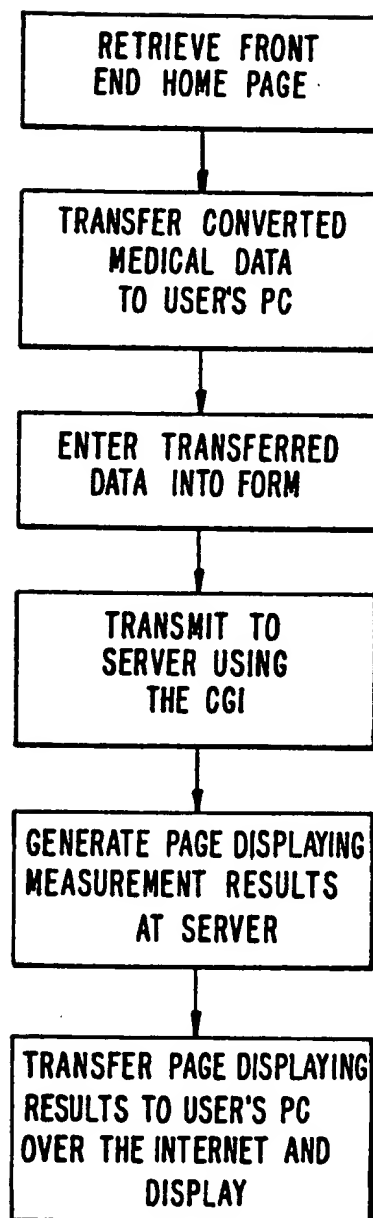 RETRIEVE FRONT
END HOME PAGE
TRANSFER CONVERTED
MEDICAL DATA
TO USER'S PC
ENTER TRANSFERRED
DATA INTO FORM
TRANSMIT TO
SERVER USING
THE CGI
GENERATE PAGE DISPLAYING
MEASUREMENT RESULTS
AT SERVER
TRANSFER PAGE DISPLAYING
RESULTS TO USER'S PC
OVER THE INTERNET AND
DISPLAY